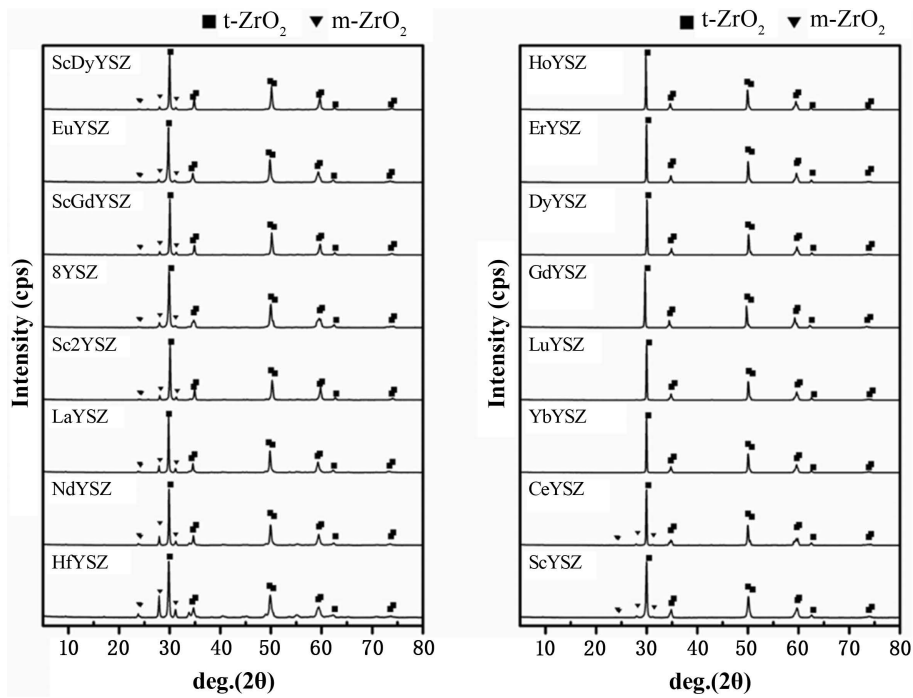 ■ t-ZrO2 ▼ m-ZrO2
ScDyYSZ
EuYSZ
ScGdYSZ
8YSZ
Sc2YSZ
LaYSZ
NdYSZ
HfYSZ
Intensity (cps)
10 20 30 40 50 60 70 80
deg.(2θ)
■ t-ZrO2 ▼ m-ZrO2
HoYSZ
ErYSZ
DyYSZ
GdYSZ
LuYSZ
YbYSZ
CeYSZ
ScYSZ
Intensity (cps)
10 20 30 40 50 60 70 80
deg.(2θ)